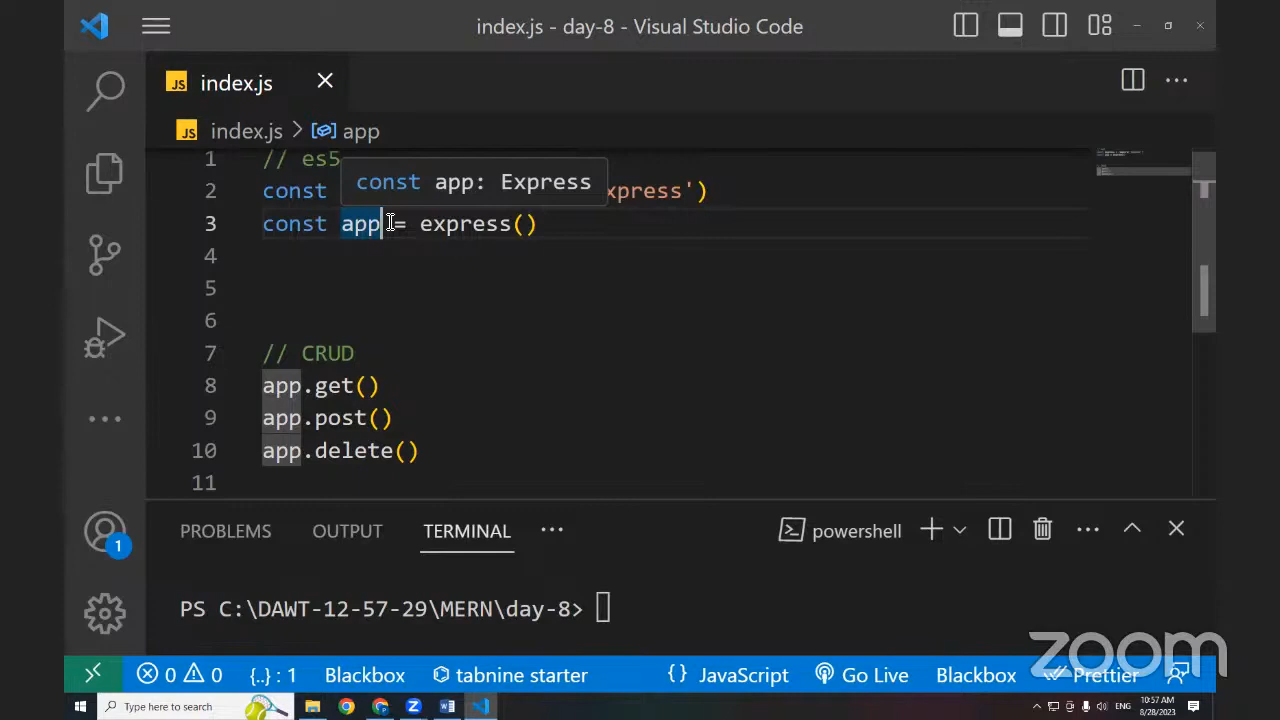 index.js - day-8 - Visual Studio Code
JS index.js
JS index.js > app
1 // es5
const app: Express
2 const xpress')
3 const app = express()
4
5
6
7 // CRUD
8 app.get()
9 app.post()
10 app.delete()
11
PROBLEMS OUTPUT TERMINAL ... powershell
PS C:\DAWT-12-57-29\MERN\day-8>
zoom
1
0 0 {..} : 1 Blackbox tabnine starter {} JavaScript Go Live Blackbox Prettier
Type here to search ENG 10:57 AM
8/28/2023